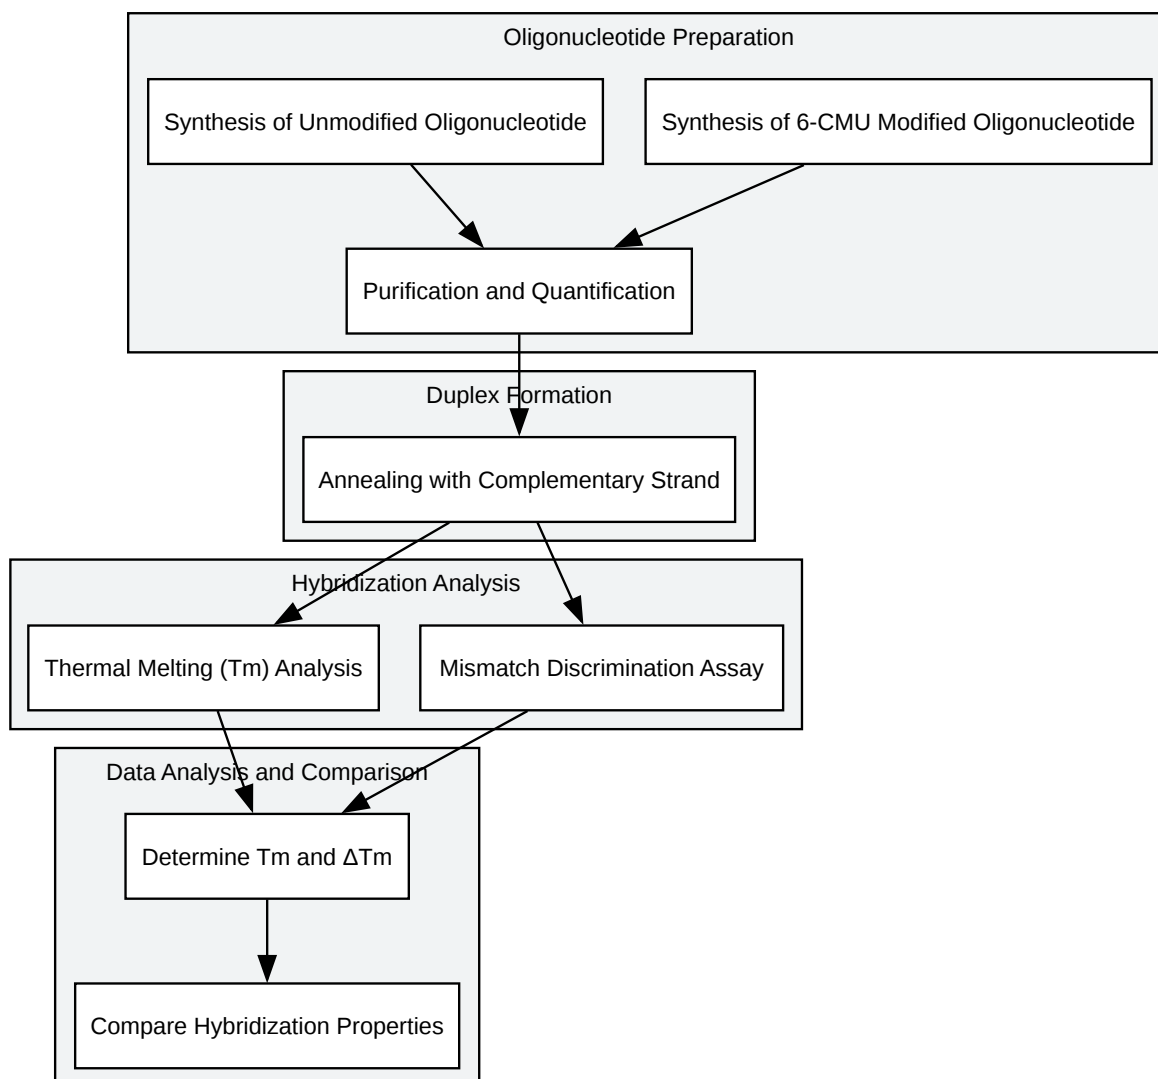 Oligonucleotide Preparation
Synthesis of Unmodified Oligonucleotide
Synthesis of 6-CMU Modified Oligonucleotide
Purification and Quantification
Duplex Formation
Annealing with Complementary Strand
Hybridization Analysis
Thermal Melting (Tm) Analysis
Mismatch Discrimination Assay
Data Analysis and Comparison
Determine Tm and ΔTm
Compare Hybridization Properties